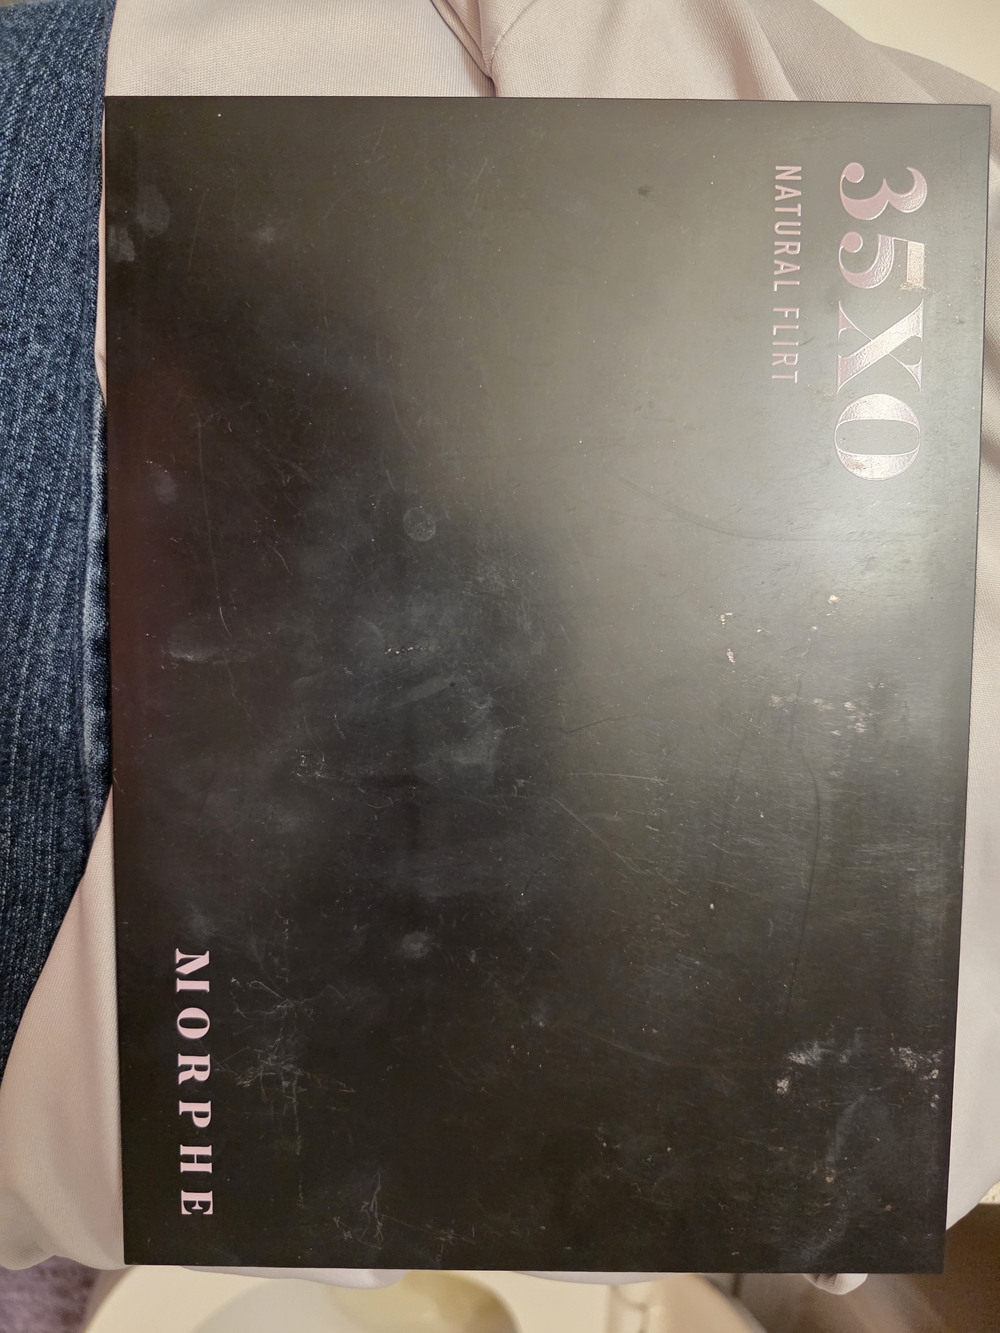 35XO
NATURAL FLIRT
MORPHE